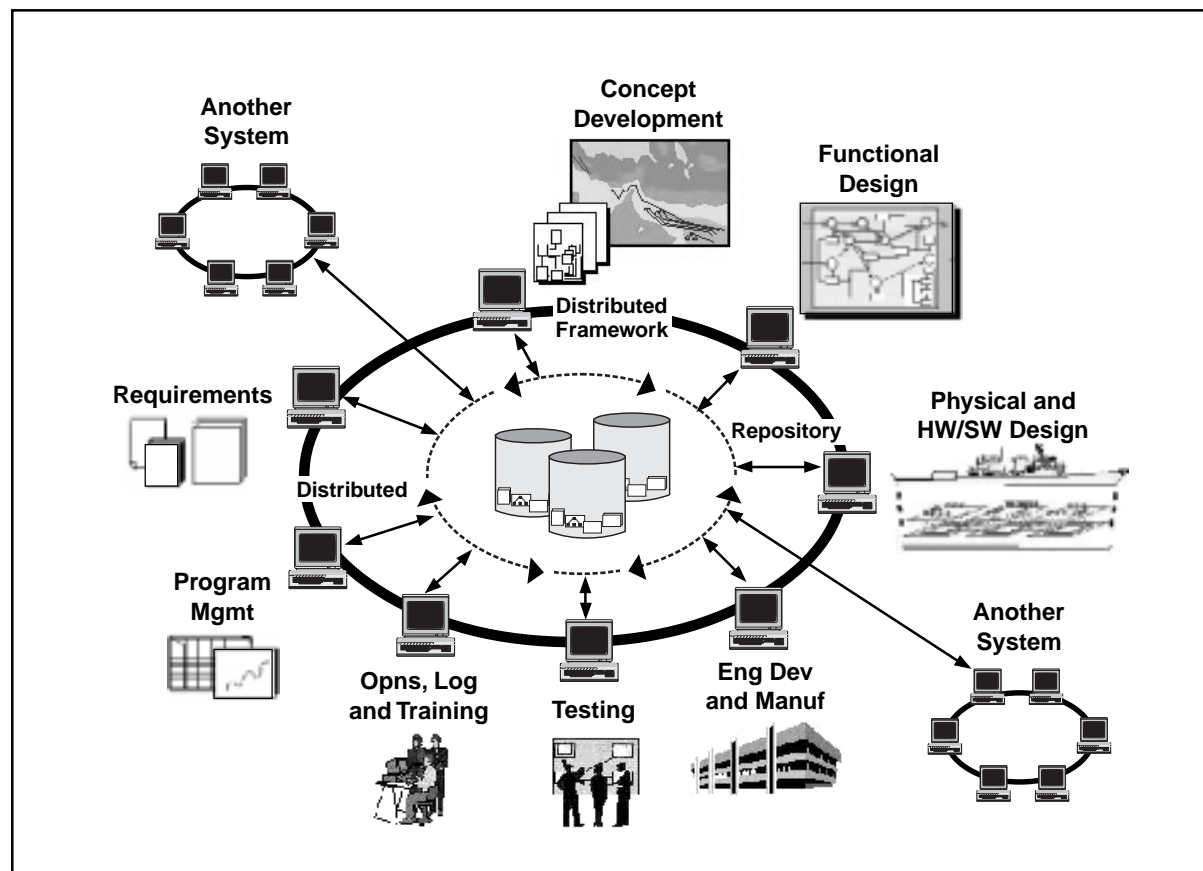 Another
System
Concept
Development
Functional
Design
Distributed
Framework
Requirements
Physical and
HW/SW Design
Repository
Distributed
Program
Mgmt
Another
System
Opns, Log
and Training
Testing
Eng Dev
and Manuf